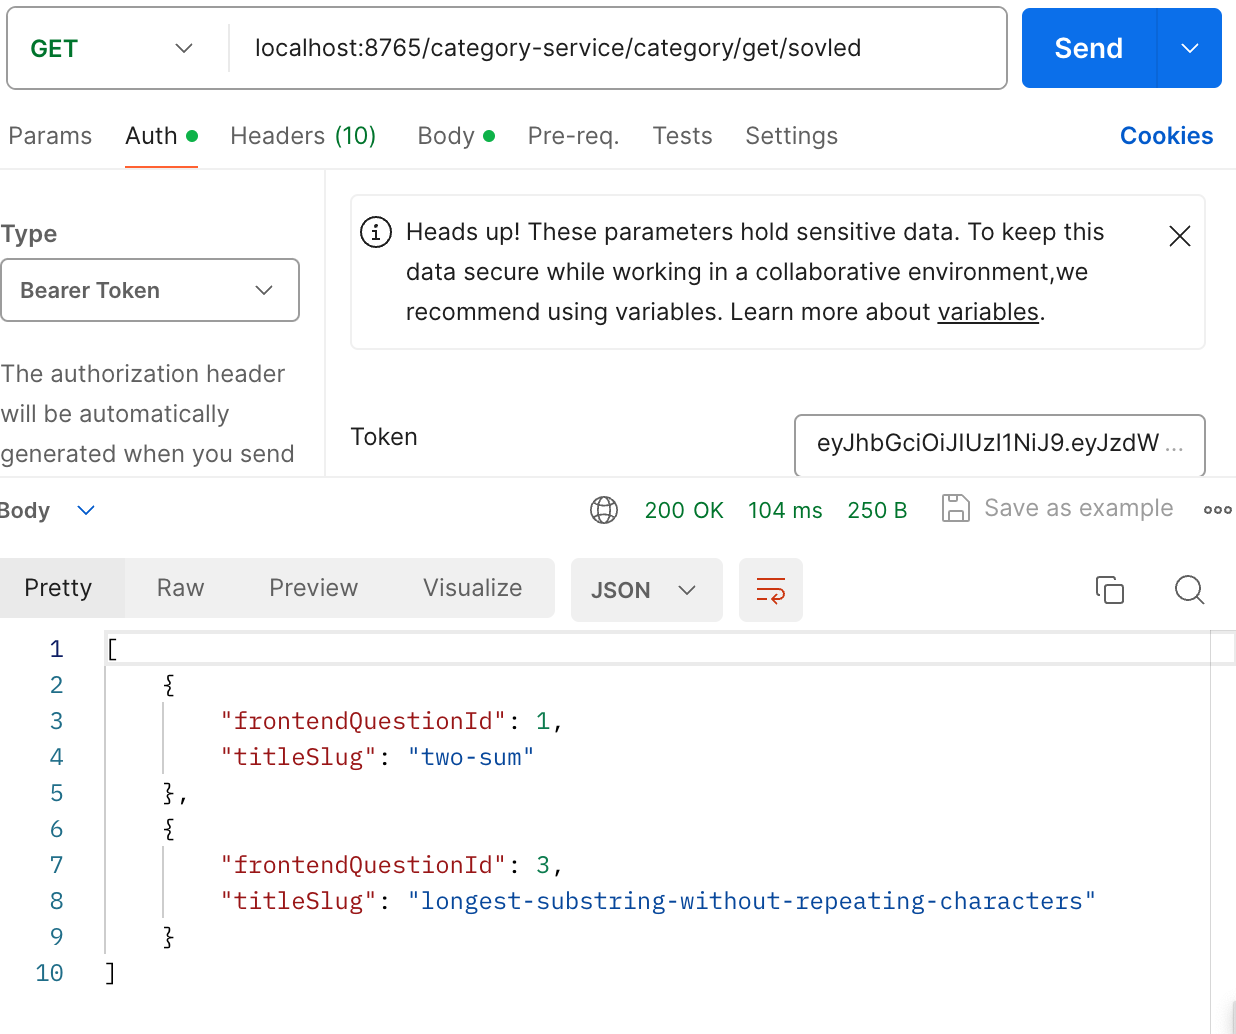 GET
localhost:8765/category-service/category/get/sovled
Send
Params
Auth
Headers (10)
Body
Pre-req.
Tests
Settings
Cookies
Type
Bearer Token
The authorization header
will be automatically
generated when you send
Heads up! These parameters hold sensitive data. To keep this
data secure while working in a collaborative environment,we
recommend using variables. Learn more about variables.
Token
eyJhbGciOiJIUzI1NiJ9.eyJzdW ...
Body
200 OK
104 ms
250 B
Save as example
Pretty
Raw
Preview
Visualize
JSON
1 [
2 {
3 "frontendQuestionId": 1,
4 "titleSlug": "two-sum"
5 },
6 {
7 "frontendQuestionId": 3,
8 "titleSlug": "longest-substring-without-repeating-characters"
9 }
10 ]